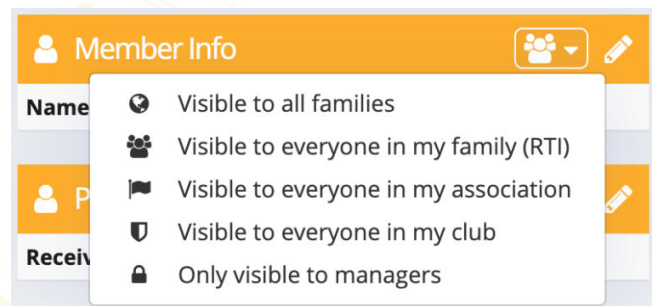 Member Info
Name
Visible to all families
Visible to everyone in my family (RTI)
Visible to everyone in my association
P
Visible to everyone in my club
Receiv
Only visible to managers